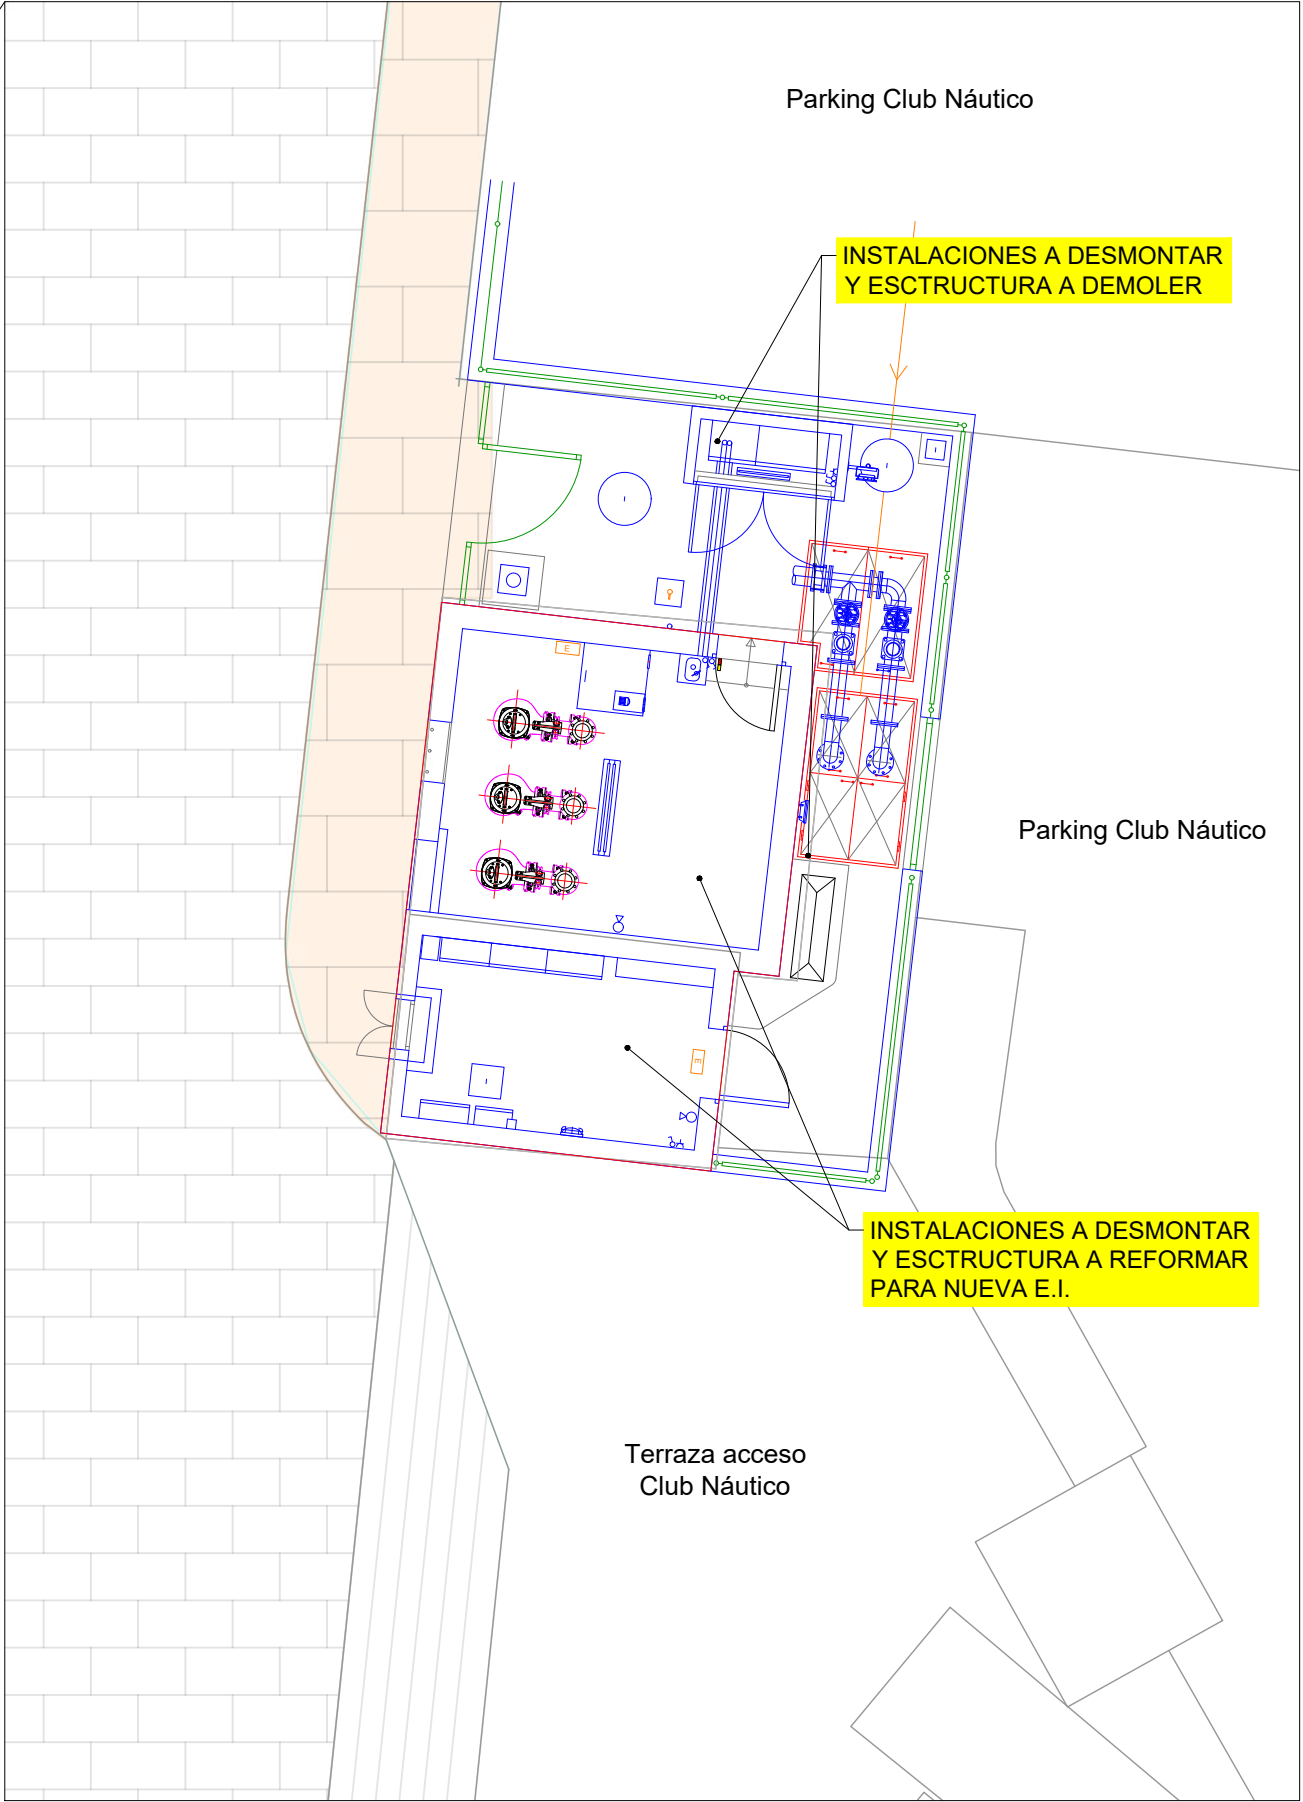 Parking Club Náutico
INSTALACIONES A DESMONTAR
Y ESCTRUCTURA A DEMOLER
E
Parking Club Náutico
E
INSTALACIONES A DESMONTAR
Y ESCTRUCTURA A REFORMAR
PARA NUEVA E.I.
Terraza acceso
Club Náutico